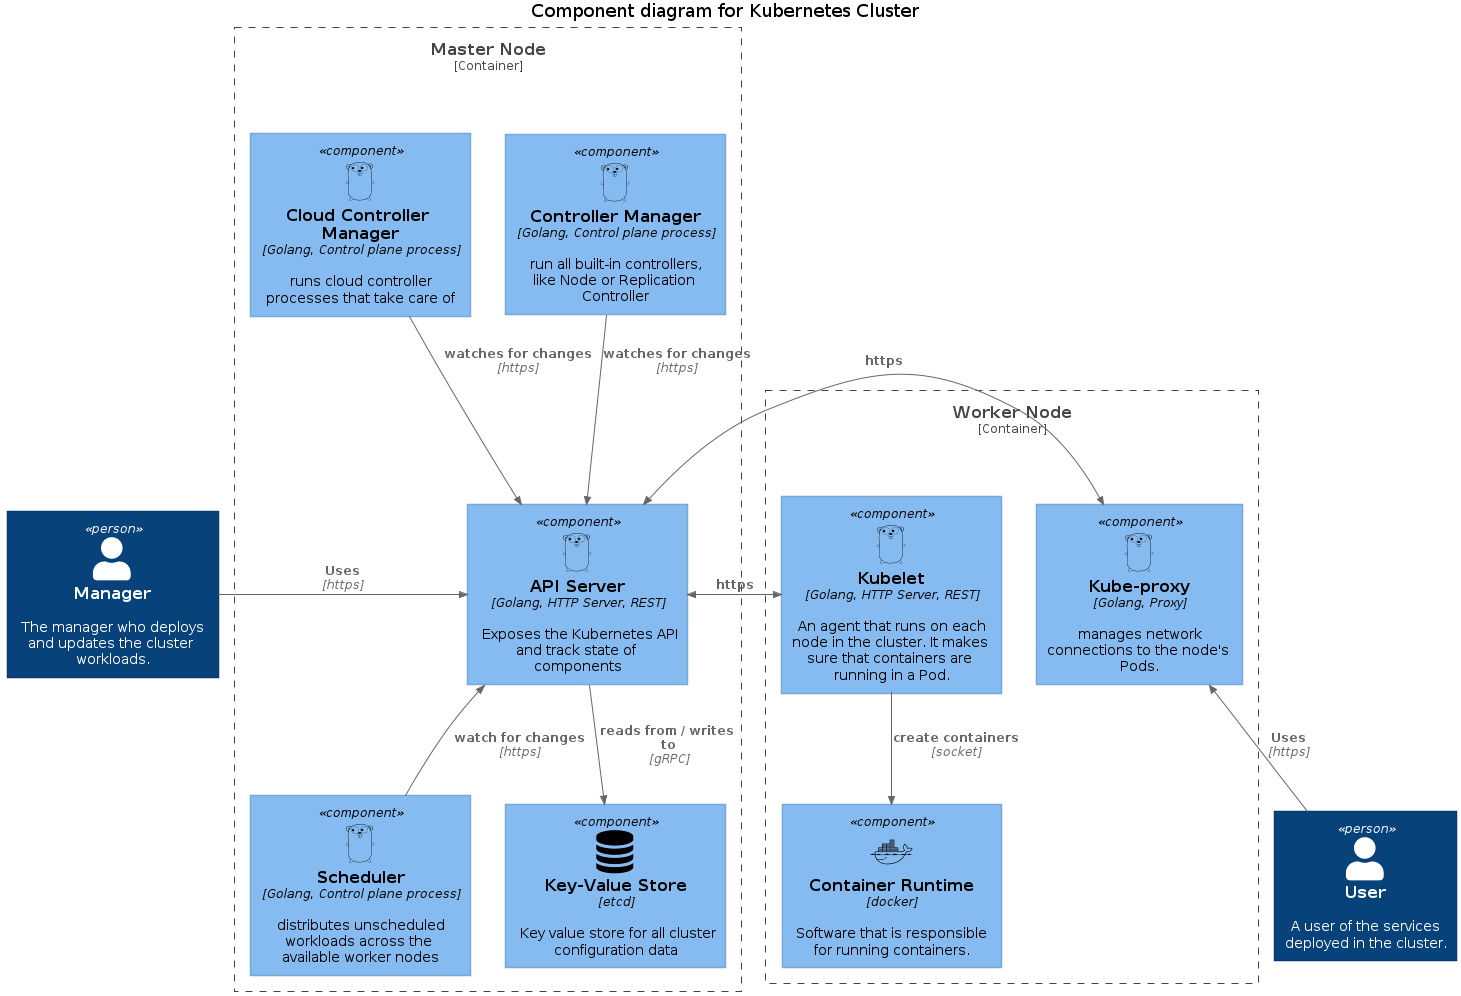 Component diagram for Kubernetes Cluster
Master Node
[Container]
«component»
Cloud Controller
Manager
[Golang, Control plane process]
runs cloud controller
processes that take care of
«component»
Controller Manager
[Golang, Control plane process]
run all built-in controllers,
like Node or Replication
Controller
watches for changes
[https]
watches for changes
[https]
https
Worker Node
[Container]
«person»
Manager
The manager who deploys
and updates the cluster
workloads.
Uses
[https]
«component»
API Server
[Golang, HTTP Server, REST]
Exposes the Kubernetes API
and track state of
components
https
«component»
Kubelet
[Golang, HTTP Server, REST]
An agent that runs on each
node in the cluster. It makes
sure that containers are
running in a Pod.
«component»
Kube-proxy
[Golang, Proxy]
manages network
connections to the node's
Pods.
watch for changes
[https]
reads from / writes
to
[gRPC]
create containers
[socket]
Uses
[https]
«component»
Scheduler
[Golang, Control plane process]
distributes unscheduled
workloads across the
available worker nodes
«component»
Key-Value Store
[etcd]
Key value store for all cluster
configuration data
«component»
Container Runtime
[docker]
Software that is responsible
for running containers.
«person»
User
A user of the services
deployed in the cluster.